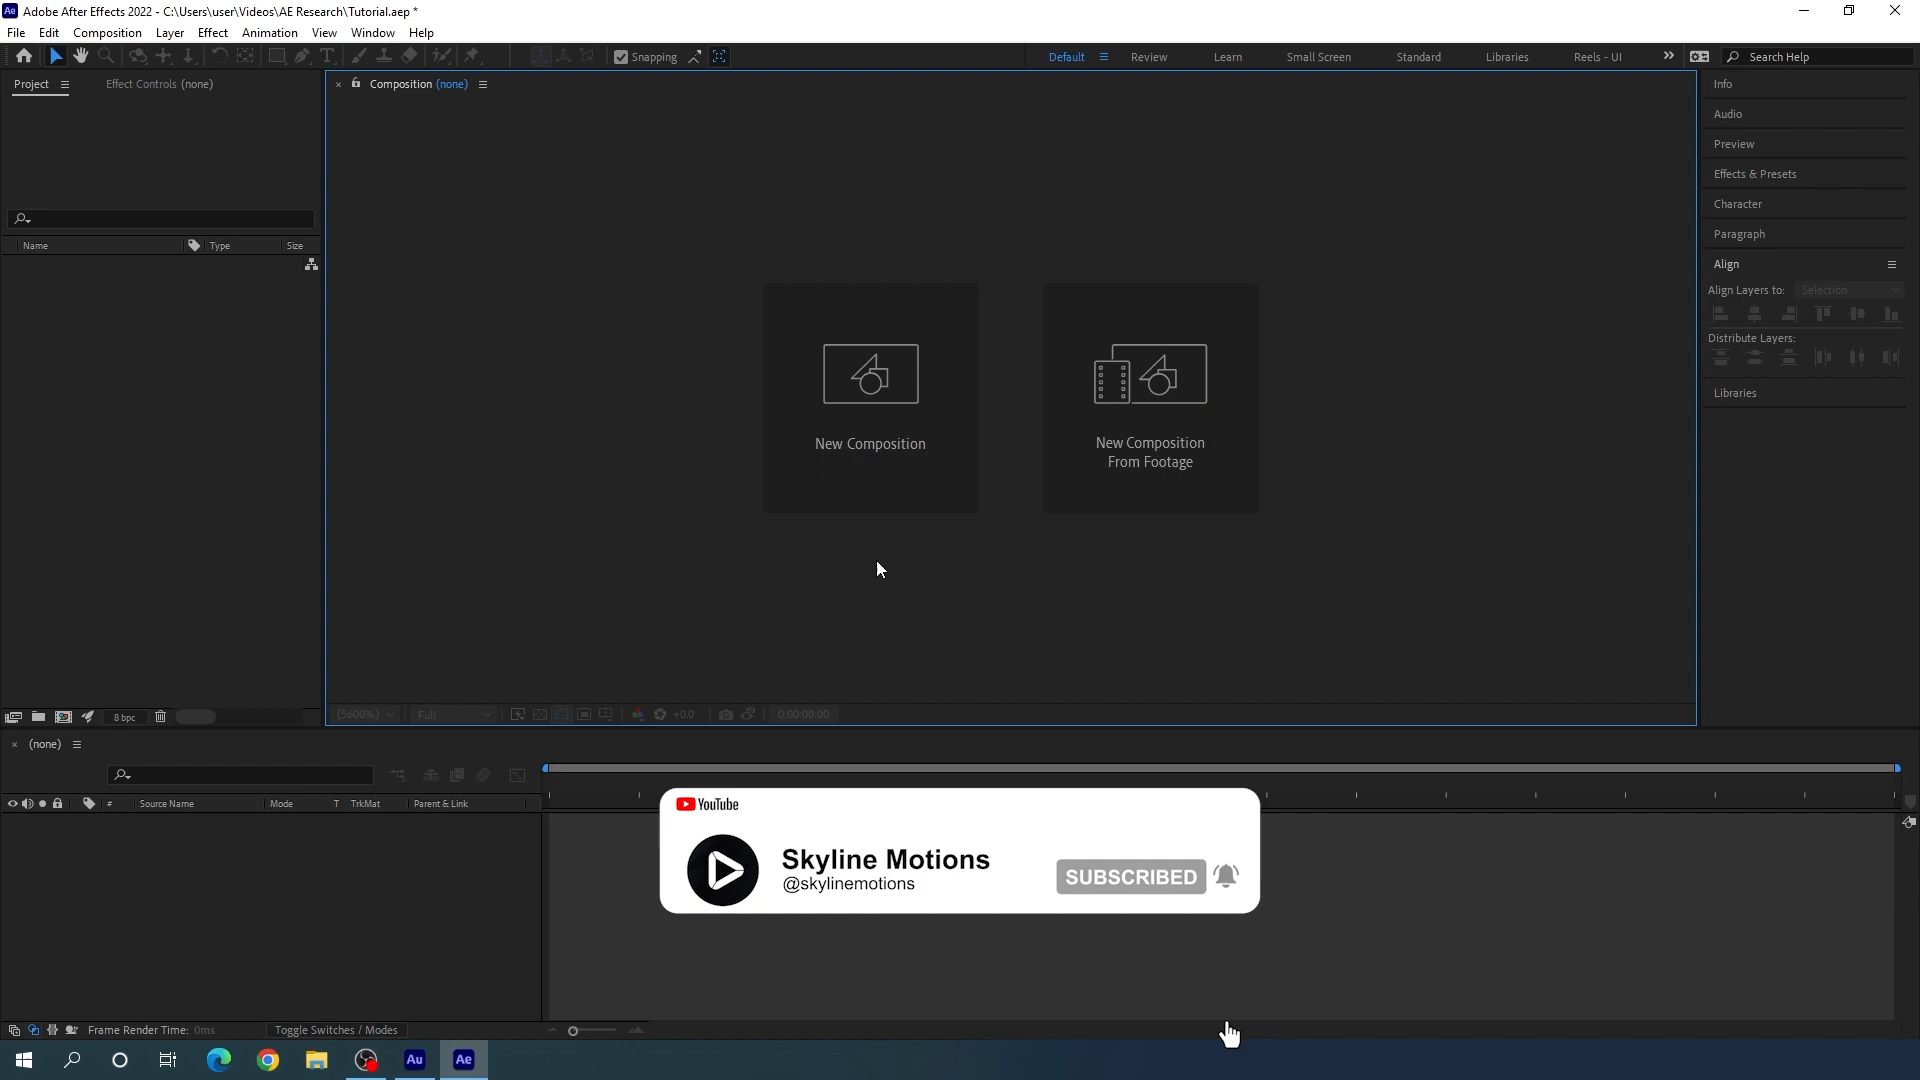 Adobe After Effects 2022 - C:\Users\user\Videos\AE Research\Tutorial.aep *
File Edit Composition Layer Effect Animation View Window Help
Snapping Default Review Learn Small Screen Standard Libraries Reels - UI Search Help
Project Effect Controls (none)
Composition (none)
Info
Audio
Preview
Effects & Presets
Character
Paragraph
Align
Align Layers to: Selection
Distribute Layers:
Libraries
Name Type Size
New Composition
New Composition
From Footage
8 bpc
(5600%) Full +0.0 0:00:00:00
(none)
# Source Name Mode T TrkMat Parent & Link
YouTube
Skyline Motions
@skylinemotions
SUBSCRIBED
Frame Render Time: 0ms Toggle Switches / Modes
Au Ae